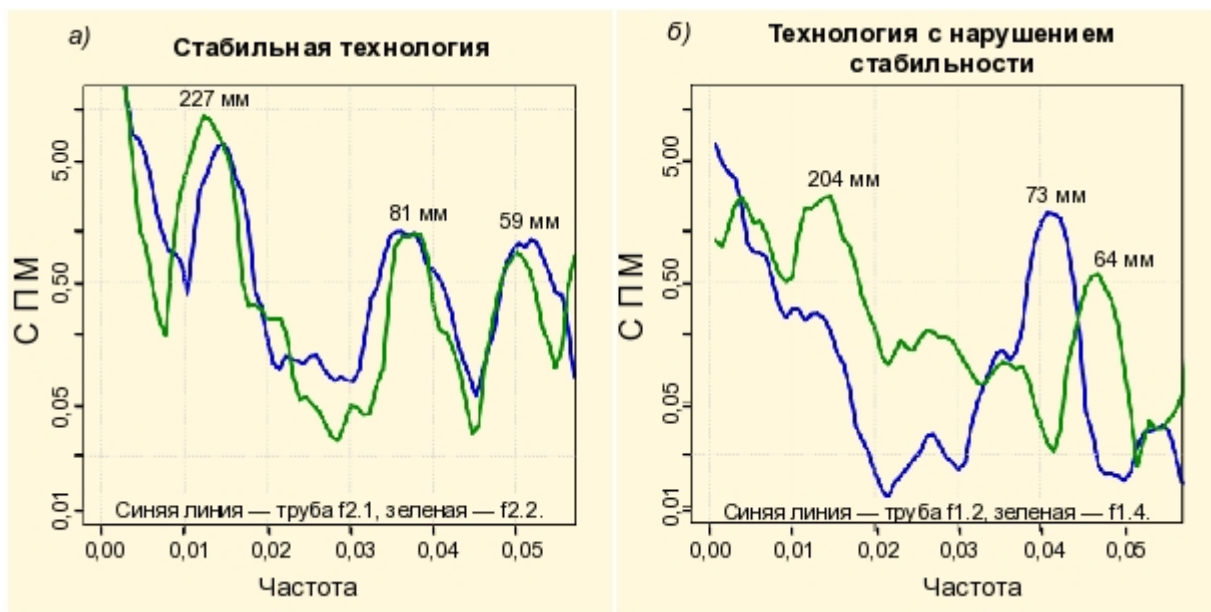 а)
Стабильная технология
227 мм
81 мм
59 мм
С П М
5,00
0,50
0,05
0,01
Синяя линия — труба f2.1, зеленая — f2.2.
0,00 0,01 0,02 0,03 0,04 0,05
Частота
б)
Технология с нарушением
стабильности
204 мм
73 мм
64 мм
С П М
5,00
0,50
0,05
0,01
Синяя линия — труба f1.2, зеленая — f1.4.
0,00 0,01 0,02 0,03 0,04 0,05
Частота